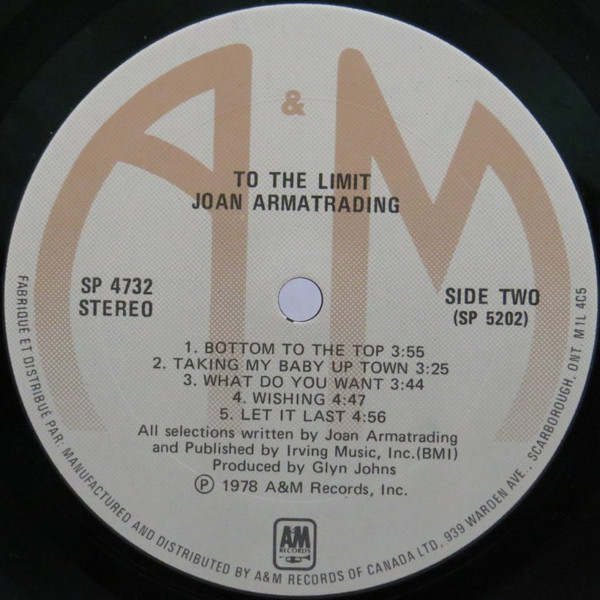 A & M
TO THE LIMIT
JOAN ARMATRADING
SP 4732
STEREO
SIDE TWO
(SP 5202)
1. BOTTOM TO THE TOP 3:55
2. TAKING MY BABY UP TOWN 3:25
3. WHAT DO YOU WANT 3:44
4. WISHING 4:47
5. LET IT LAST 4:56
All selections written by Joan Armatrading
and Published by Irving Music, Inc.(BMI)
Produced by Glyn Johns
Ⓟ 1978 A&M Records, Inc.
AM
RECORDS
FABRIQUÉ ET DISTRIBUÉ PAR: MANUFACTURED AND DISTRIBUTED BY A&M RECORDS OF CANADA LTD, 939 WARDEN AVE., SCARBOROUGH, ONT. M1L 4C5